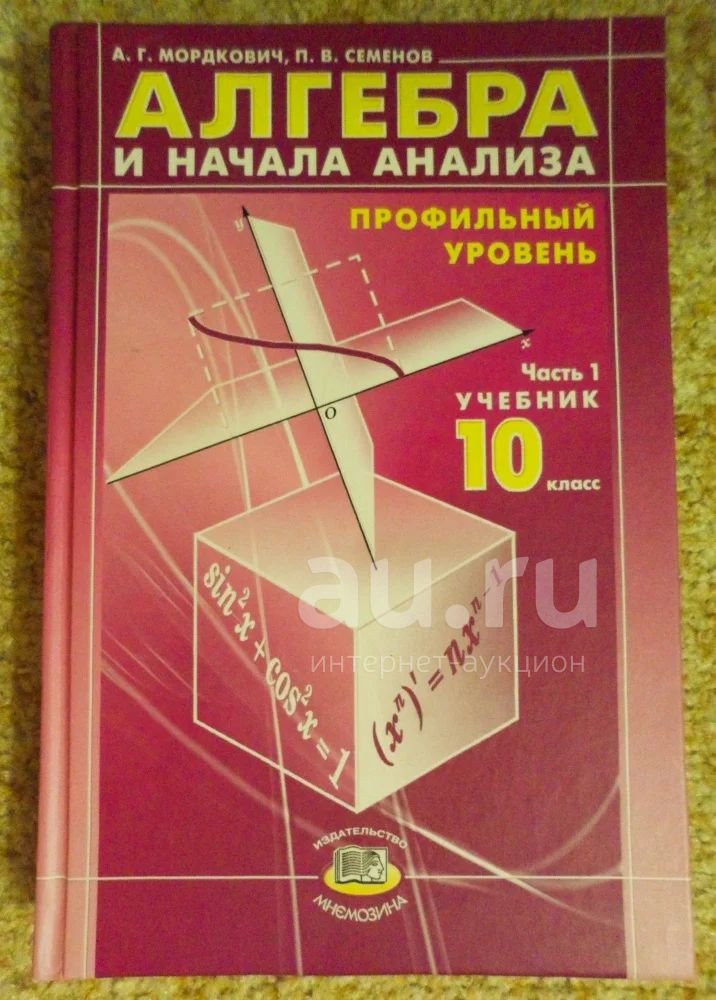 А. Г. МОРДКОВИЧ, П. В. СЕМЕНОВ
АЛГЕБРА
И НАЧАЛА АНАЛИЗА
ПРОФИЛЬНЫЙ
УРОВЕНЬ
y
x
O
Часть 1
УЧЕБНИК
10
класс
sin²x + cos²x = 1
(xⁿ)' = nxⁿ⁻¹
au.ru
интернет-аукцион
ИЗДАТЕЛЬСТВО
МНЕМОЗИНА